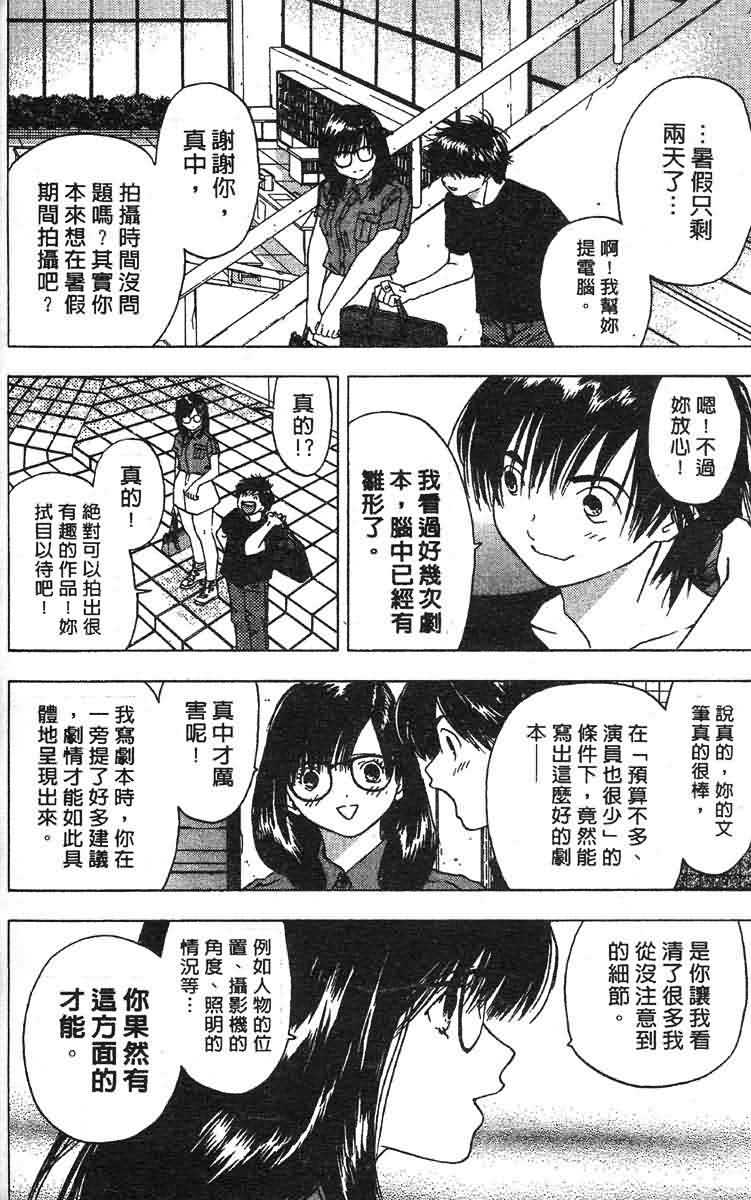 …暑假只剩
兩天了…
啊！我幫妳
提電腦。
謝謝你，
真中，
拍攝時間沒問
題嗎？其實你
本來想在暑假
期間拍攝吧？
嗯！不過
妳放心！
我看過好幾次劇
本，腦中已經有
雛形了。
真的！？
真的！
絕對可以拍出很
有趣的作品！妳
拭目以待吧！
說真的，妳的文
筆真的很棒，
在「預算不多、
演員也很少」的
條件下，竟然能
寫出這麼好的劇
本——
真中才厲
害呢！
我寫劇本時，你在
一旁提了好多建議
，劇情才能如此具
體地呈現出來。
是你讓我看
清了很多我
從沒注意到
的細節。
例如人物的位
置、攝影機的
角度、照明的
情況等…
你果然有
這方面的
才能。